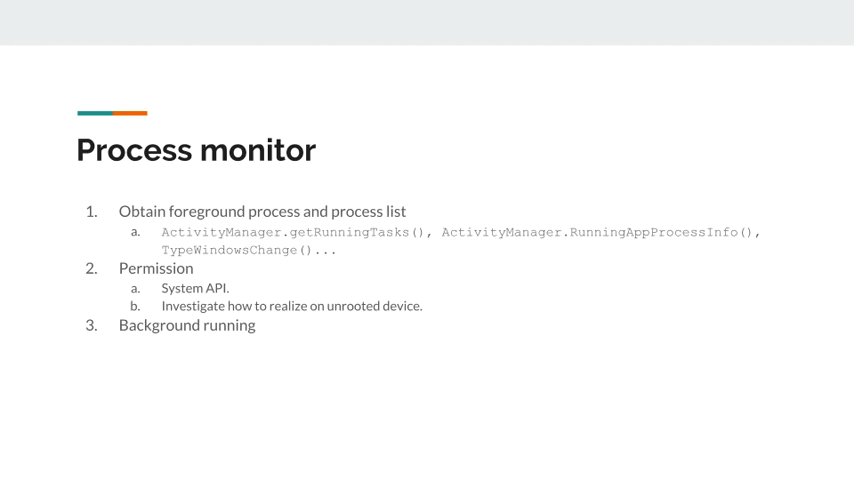 Process monitor
1. Obtain foreground process and process list
a. ActivityManager.getRunningTasks(), ActivityManager.RunningAppProcessInfo(),
TypeWindowsChange()...
2. Permission
a. System API.
b. Investigate how to realize on unrooted device.
3. Background running